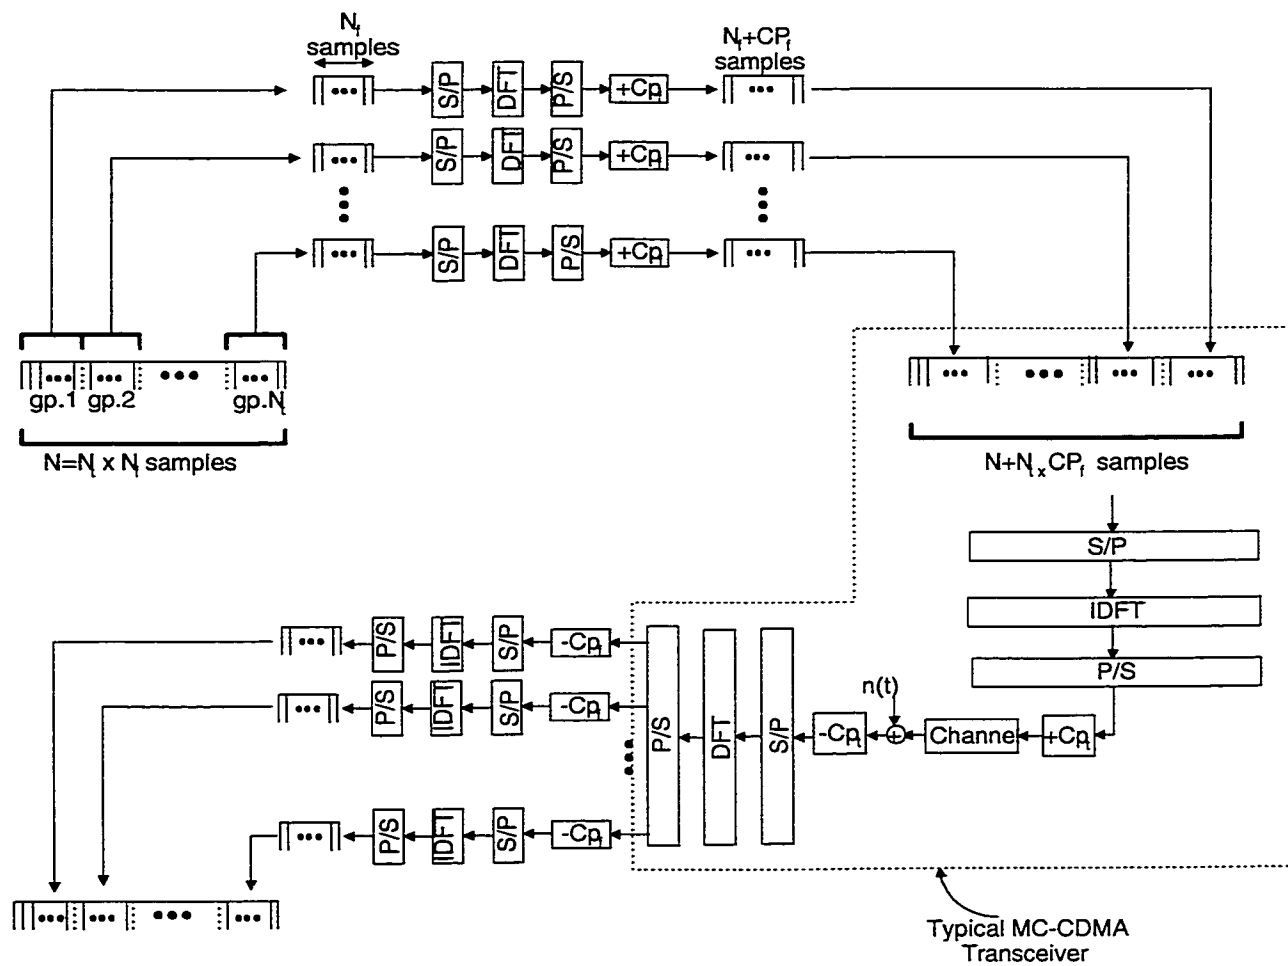 N_f samples
N_f+CP_f samples
S/P DFT P/S +Cp_f
S/P DFT P/S +Cp_f
S/P DFT P/S +Cp_f
gp.1 gp.2 gp.N_t
N=N_t x N_f samples
N+N_t x CP_f samples
S/P
IDFT
P/S
P/S IDFT S/P -Cp_f
P/S IDFT S/P -Cp_f
P/S IDFT S/P -Cp_f
P/S DFT S/P
n(t)
-Cp_t + Channe +Cp_t
Typical MC-CDMA
Transceiver